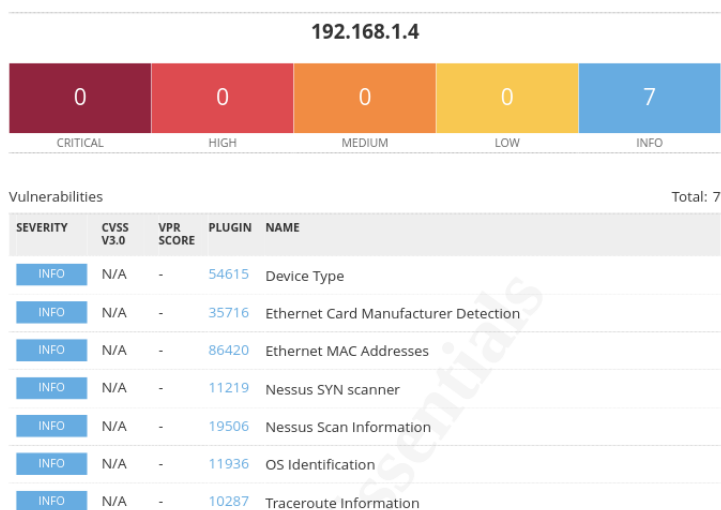 192.168.1.4
0 0 0 0 7
CRITICAL HIGH MEDIUM LOW INFO
Vulnerabilities Total: 7
SEVERITY CVSS V3.0 VPR SCORE PLUGIN NAME
INFO N/A - 54615 Device Type
INFO N/A - 35716 Ethernet Card Manufacturer Detection
INFO N/A - 86420 Ethernet MAC Addresses
INFO N/A - 11219 Nessus SYN scanner
INFO N/A - 19506 Nessus Scan Information
INFO N/A - 11936 OS Identification
INFO N/A - 10287 Traceroute Information
ssentials